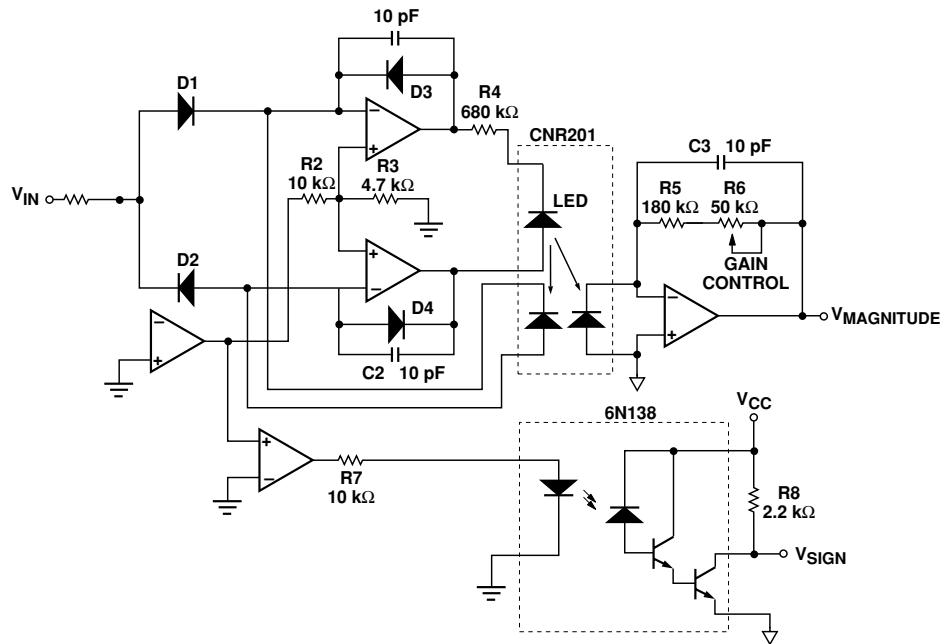 10 pF
D1
D3
R4
680 kΩ
CNR201
C3 10 pF
R2
10 kΩ
R3
4.7 kΩ
R5
180 kΩ
R6
50 kΩ
VIN
LED
GAIN
CONTROL
D2
D4
VMAGNITUDE
C2 10 pF
6N138
VCC
R7
10 kΩ
R8
2.2 kΩ
VSIGN